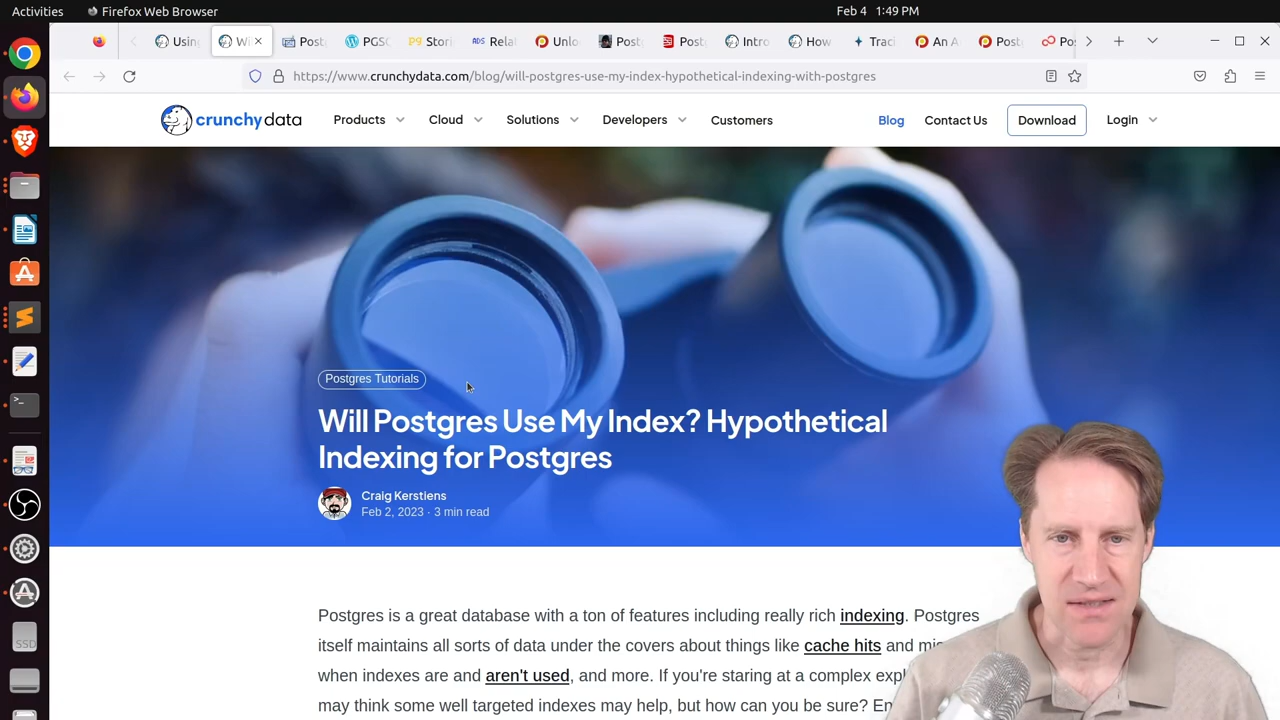 Activities
Firefox Web Browser
Feb 4 1:49 PM
Using
Wi
Post
PGSC
Stori
Rela
Unlo
Post
Post
Intro
How
Traci
An A
Post
Pos
https://www.crunchydata.com/blog/will-postgres-use-my-index-hypothetical-indexing-with-postgres
crunchydata
Products
Cloud
Solutions
Developers
Customers
Blog
Contact Us
Download
Login
Postgres Tutorials
Will Postgres Use My Index? Hypothetical
Indexing for Postgres
Craig Kerstiens
Feb 2, 2023 · 3 min read
Postgres is a great database with a ton of features including really rich indexing. Postgres
itself maintains all sorts of data under the covers about things like cache hits and mi
when indexes are and aren't used, and more. If you're staring at a complex expl
may think some well targeted indexes may help, but how can you be sure? En